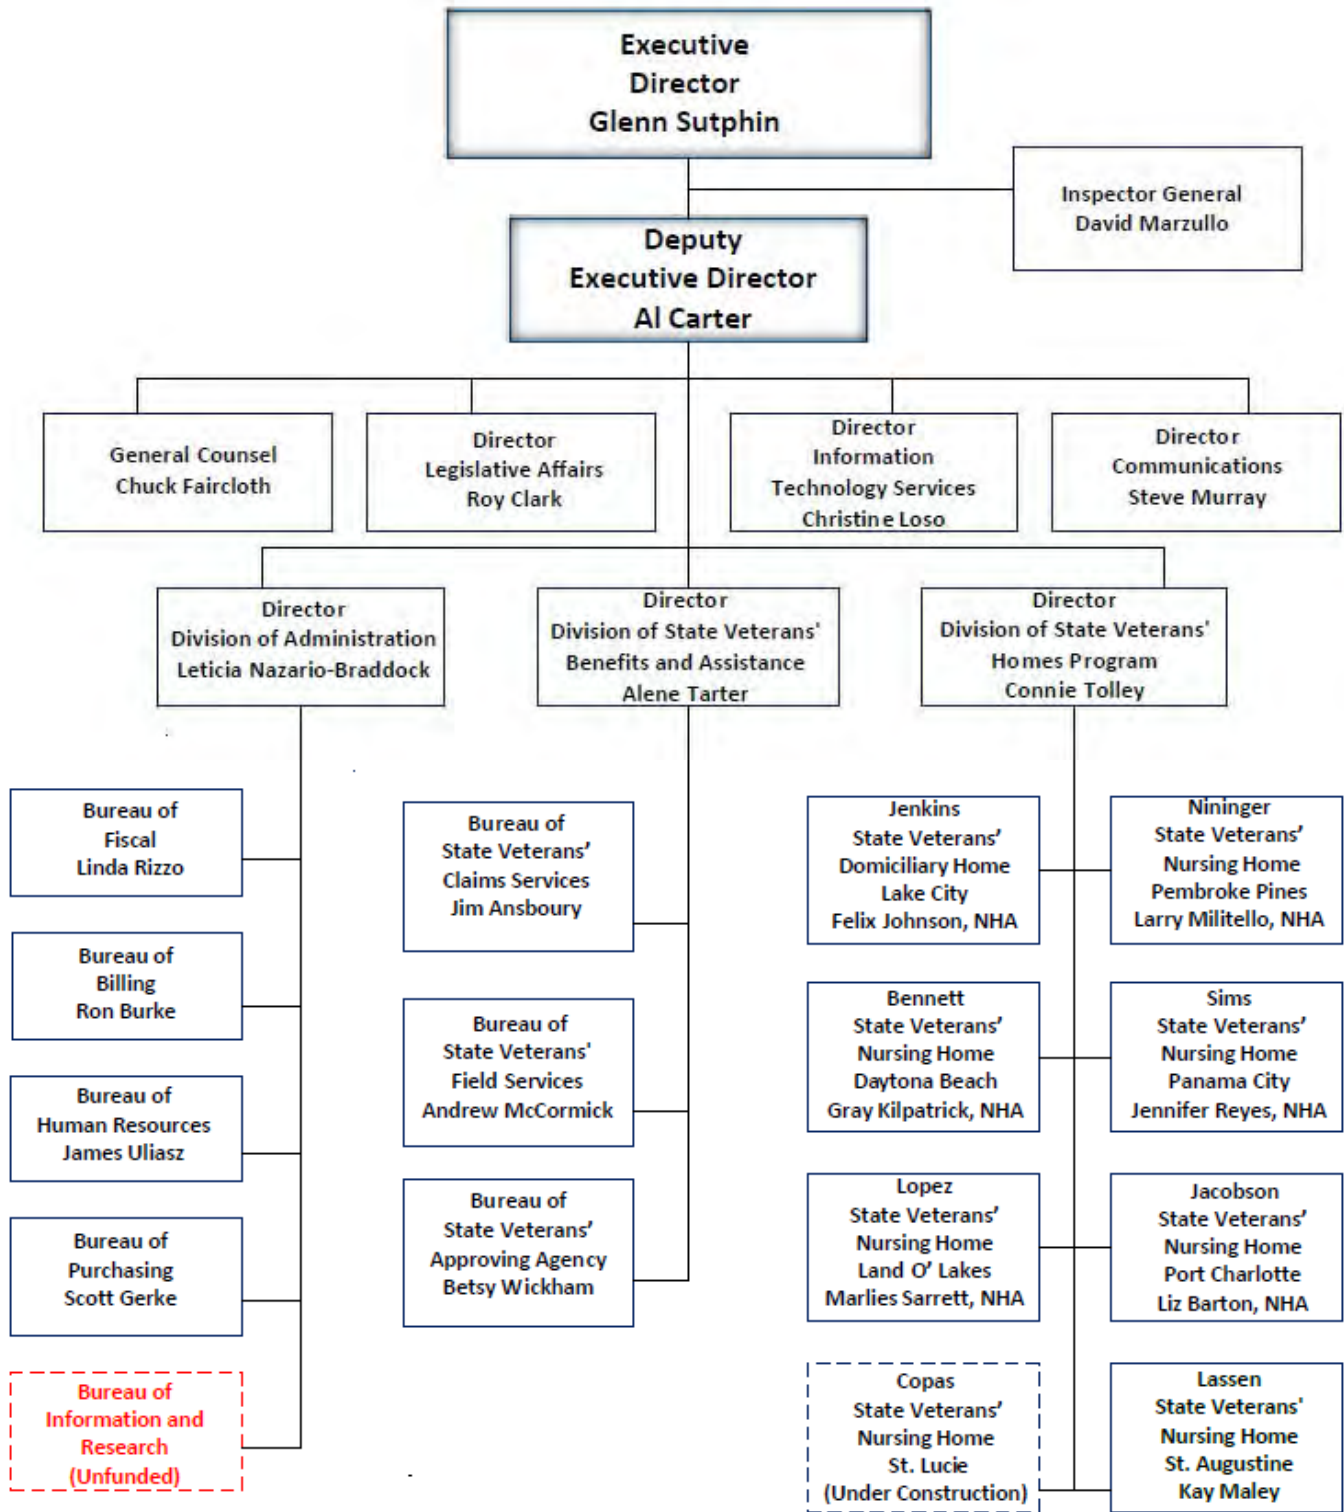 Executive
Director
Glenn Sutphin
Inspector General
David Marzullo
Deputy
Executive Director
Al Carter
General Counsel
Chuck Faircloth
Director
Legislative Affairs
Roy Clark
Director
Information
Technology Services
Christine Loso
Director
Communications
Steve Murray
Director
Division of Administration
Leticia Nazario-Braddock
Director
Division of State Veterans'
Benefits and Assistance
Alene Tarter
Director
Division of State Veterans'
Homes Program
Connie Tolley
Bureau of
Fiscal
Linda Rizzo
Bureau of
Billing
Ron Burke
Bureau of
Human Resources
James Uliasz
Bureau of
Purchasing
Scott Gerke
Bureau of
Information and
Research
(Unfunded)
Bureau of
State Veterans’
Claims Services
Jim Ansboury
Bureau of
State Veterans'
Field Services
Andrew McCormick
Bureau of
State Veterans’
Approving Agency
Betsy Wickham
Jenkins
State Veterans’
Domiciliary Home
Lake City
Felix Johnson, NHA
Nininger
State Veterans’
Nursing Home
Pembroke Pines
Larry Militello, NHA
Bennett
State Veterans’
Nursing Home
Daytona Beach
Gray Kilpatrick, NHA
Sims
State Veterans’
Nursing Home
Panama City
Jennifer Reyes, NHA
Lopez
State Veterans’
Nursing Home
Land O’ Lakes
Marlies Sarrett, NHA
Jacobson
State Veterans’
Nursing Home
Port Charlotte
Liz Barton, NHA
Copas
State Veterans’
Nursing Home
St. Lucie
(Under Construction)
Lassen
State Veterans'
Nursing Home
St. Augustine
Kay Maley